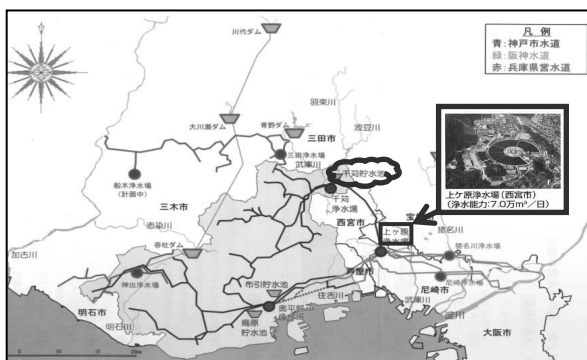 凡 例
青：神戸市水道
緑：阪神水道
赤：兵庫県営水道
川代ダム
大川瀬ダム
青野ダム
羽束川
波豆川
三田市
三田浄水場
武庫川
船木浄水場
(計画中)
千苅貯水池
千苅
浄水場
三木市
西宮市
上ケ原浄水場（西宮市）
(浄水能力：7.0万m³／日)
上ヶ原
浄水場
猪名川
猪名川浄水場
加古川
呑吐ダム
芦屋市
神出浄水場
布引貯水池
尼崎市
尼崎浄水場
住吉川
武庫川
明石市
明石川
烏原
貯水池
奥平野
淀川
大阪市